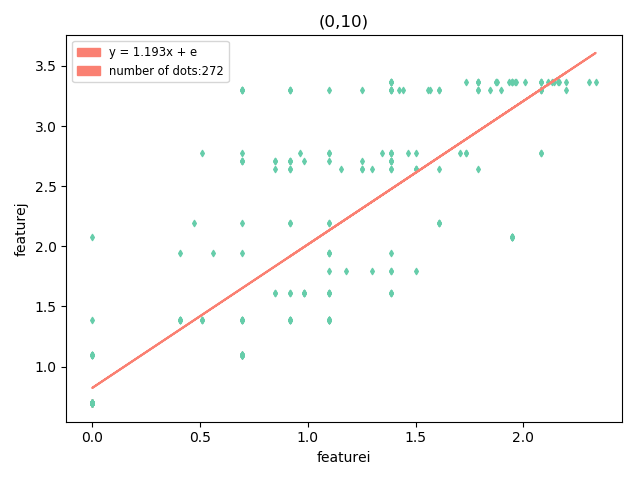 (0,10)
y = 1.193x + e
number of dots:272
featurej
3.5
3.0
2.5
2.0
1.5
1.0
0.0 0.5 1.0 1.5 2.0
featurei